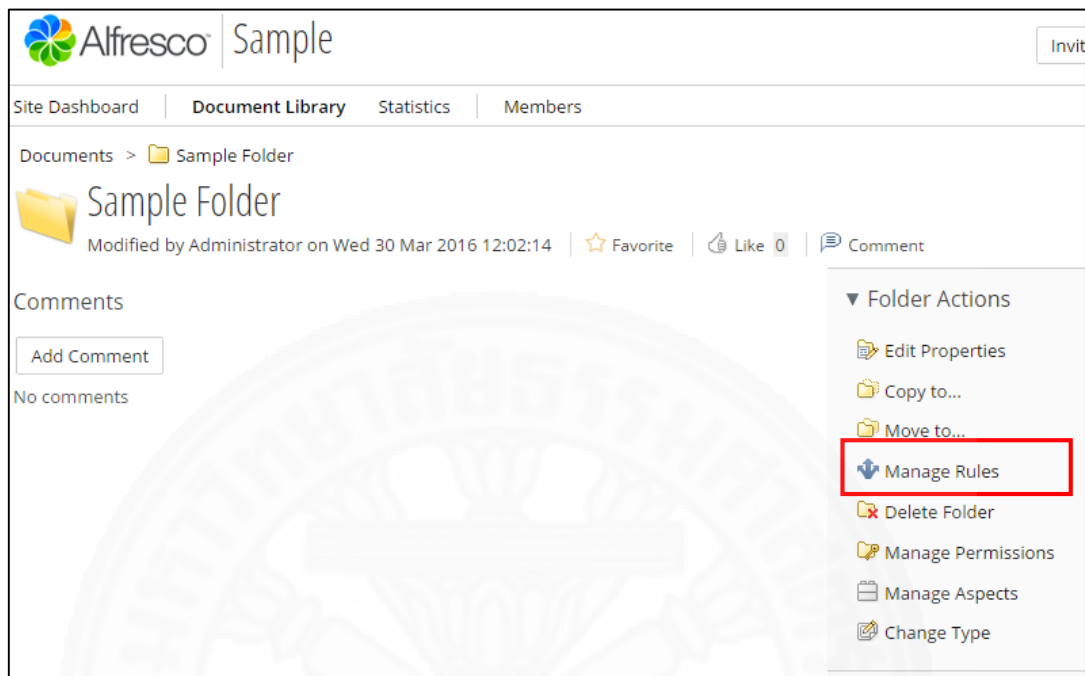 Alfresco Sample
Invit
Site Dashboard Document Library Statistics Members
Documents > Sample Folder
Sample Folder
Modified by Administrator on Wed 30 Mar 2016 12:02:14 Favorite Like 0 Comment
Comments
Add Comment
No comments
▼ Folder Actions
Edit Properties
Copy to...
Move to...
Manage Rules
Delete Folder
Manage Permissions
Manage Aspects
Change Type